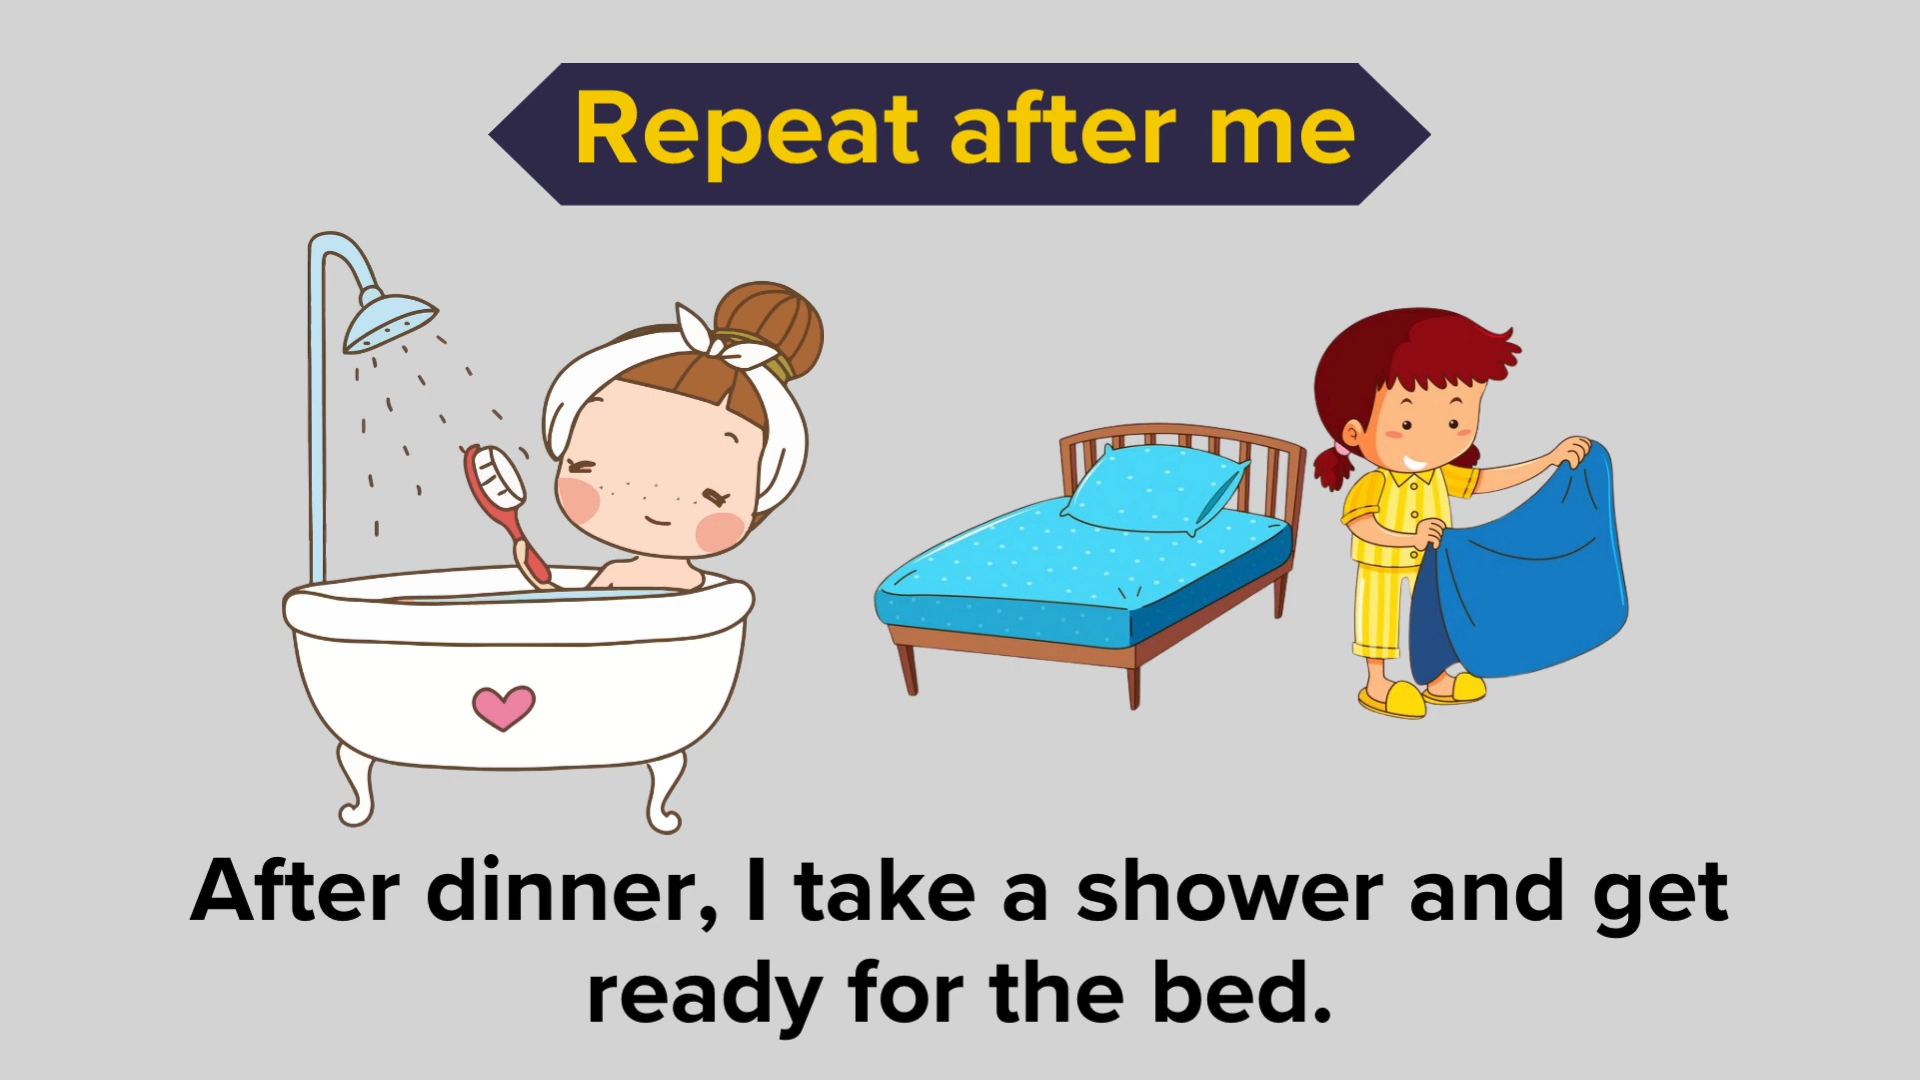 Repeat after me
After dinner, I take a shower and get
ready for the bed.